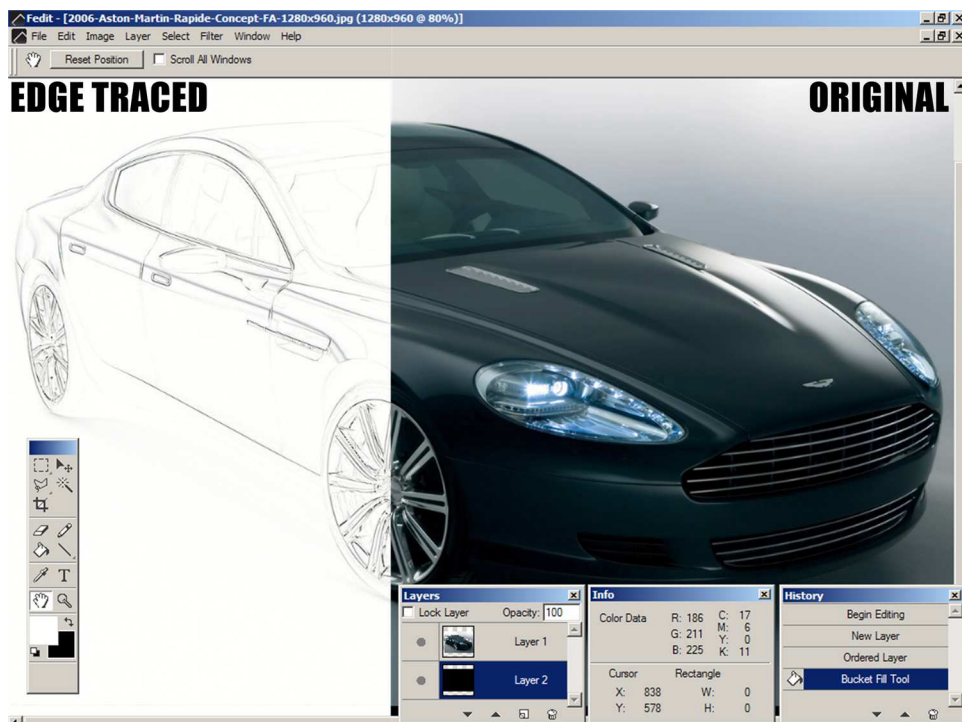 Fedit - [2006-Aston-Martin-Rapide-Concept-FA-1280x960.jpg (1280x960 @ 80%)]
File Edit Image Layer Select Filter Window Help
Reset Position Scroll All Windows
EDGE TRACED
ORIGINAL
T
Layers
Lock Layer Opacity: 100
Layer 1
Layer 2
Info
Color Data R: 186 C: 17
G: 211 M: 6
B: 225 Y: 0
K: 11
Cursor Rectangle
X: 838 W: 0
Y: 578 H: 0
History
Begin Editing
New Layer
Ordered Layer
Bucket Fill Tool